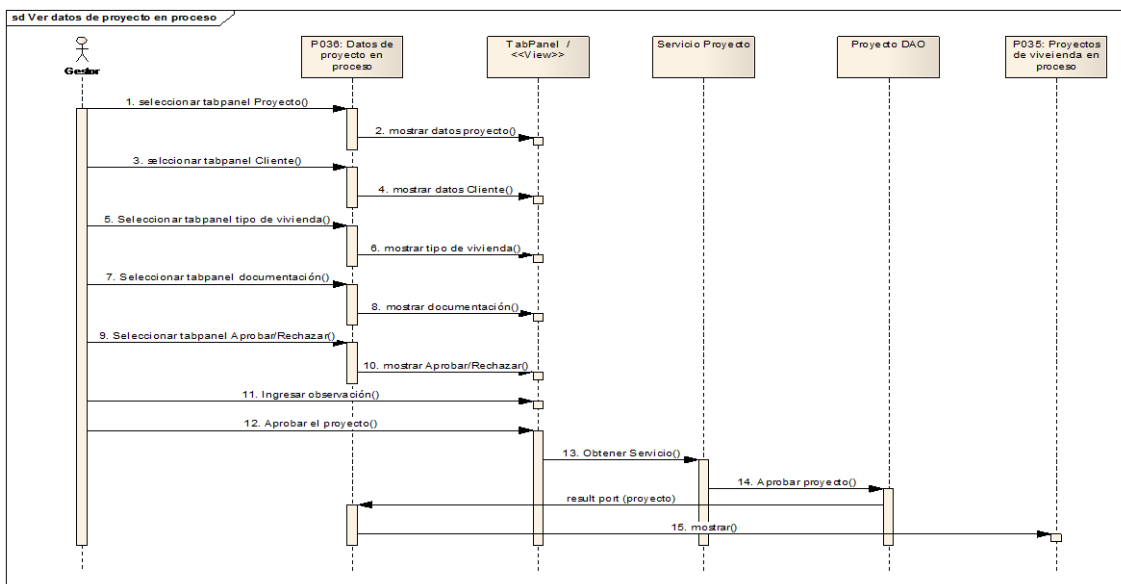 sd Ver datos de proyecto en proceso
Gestor
P036: Datos de
proyecto en
proceso
TabPanel /
<<View>>
Servicio Proyecto
Proyecto DAO
P035: Proyectos
de viveienda en
proceso
1. seleccionar tabpanel Proyecto()
2. mostrar datos proyecto()
3. selccionar tabpanel Cliente()
4. mostrar datos Cliente()
5. Seleccionar tabpanel tipo de vivienda()
6. mostrar tipo de vivienda()
7. Seleccionar tabpanel documentación()
8. mostrar documentación()
9. Seleccionar tabpanel Aprobar/Rechazar()
10. mostrar Aprobar/Rechazar()
11. Ingresar observación()
12. Aprobar el proyecto()
13. Obtener Servicio()
14. Aprobar proyecto()
result port (proyecto)
15. mostrar()